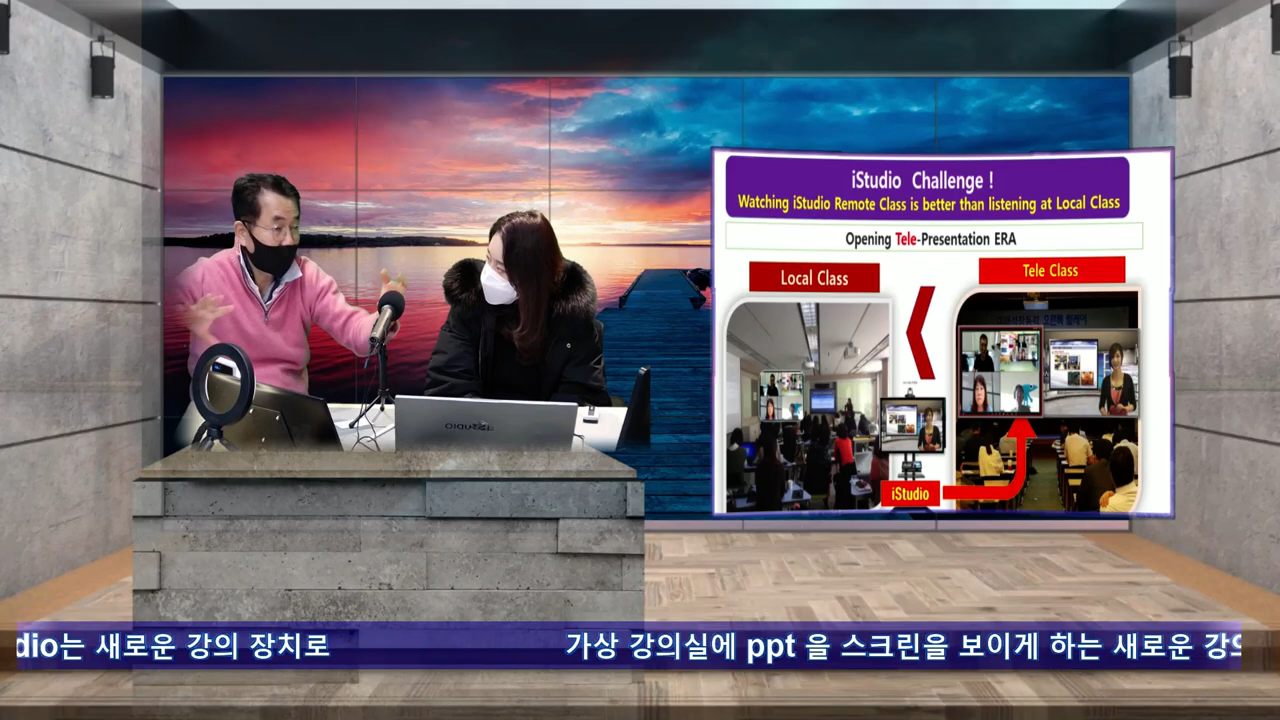 iStudio Challenge !
Watching iStudio Remote Class is better than listening at Local Class
Opening Tele-Presentation ERA
Local Class
Tele Class
iStudio
dio는 새로운 강의 장치로
가상 강의실에 ppt 을 스크린을 보이게 하는 새로운 강의